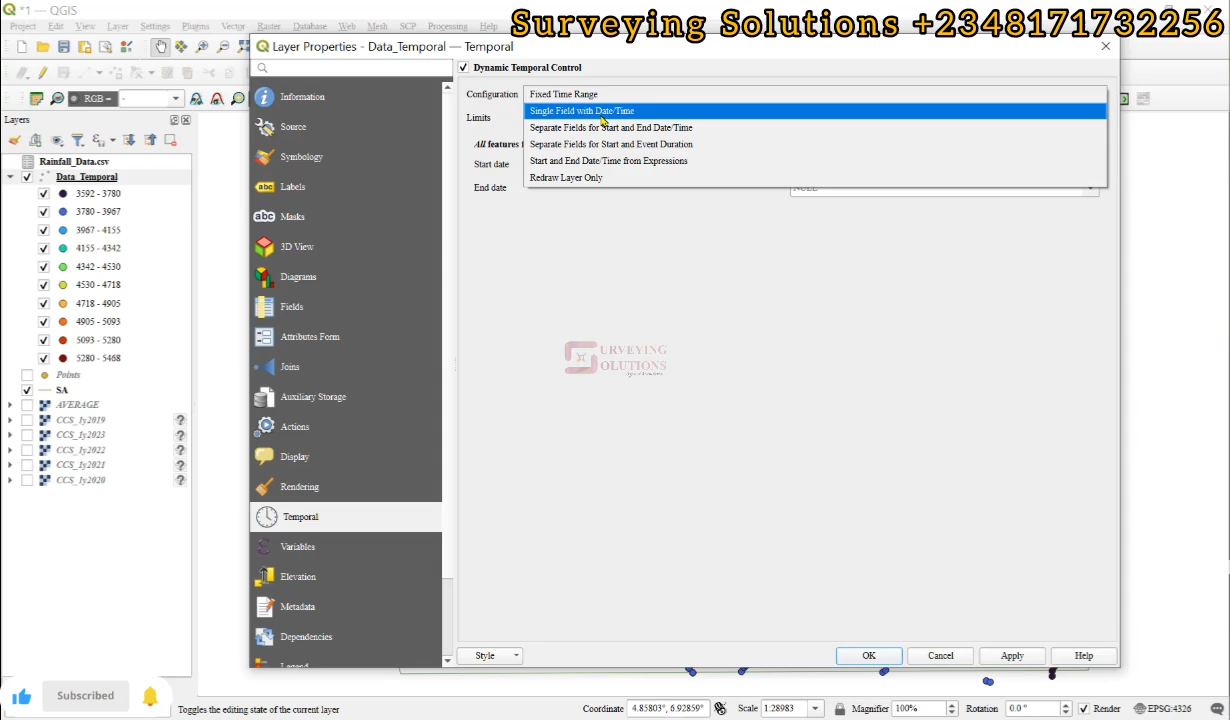 Surveying Solutions +2348171732256
*1 — QGIS
Project Edit View Layer Settings Plugins Vector Raster Database Web Mesh SCP Processing Help
Layer Properties - Data_Temporal — Temporal
Dynamic Temporal Control
Configuration
Fixed Time Range
Single Field with Date/Time
Limits
Separate Fields for Start and End Date/Time
All features
Separate Fields for Start and Event Duration
Start date
Start and End Date/Time from Expressions
Redraw Layer Only
End date
NULL
RGB
Layers
Rainfall_Data.csv
Data_Temporal
3592 - 3780
3780 - 3967
3967 - 4155
4155 - 4342
4342 - 4530
4530 - 4718
4718 - 4905
4905 - 5093
5093 - 5280
5280 - 5468
Points
SA
AVERAGE
CCS_1y2019
CCS_1y2023
CCS_1y2022
CCS_1y2021
CCS_1y2020
Information
Source
Symbology
abc Labels
abc Masks
3D View
Diagrams
Fields
Attributes Form
Joins
Auxiliary Storage
Actions
Display
Rendering
Temporal
Variables
Elevation
Metadata
Dependencies
Legend
SURVEYING
SOLUTIONS
Style
OK
Cancel
Apply
Help
Subscribed
Toggles the editing state of the current layer
Coordinate 4.85803°, 6.92859°
Scale 1:28983
Magnifier 100%
Rotation 0.0 °
Render
EPSG:4326